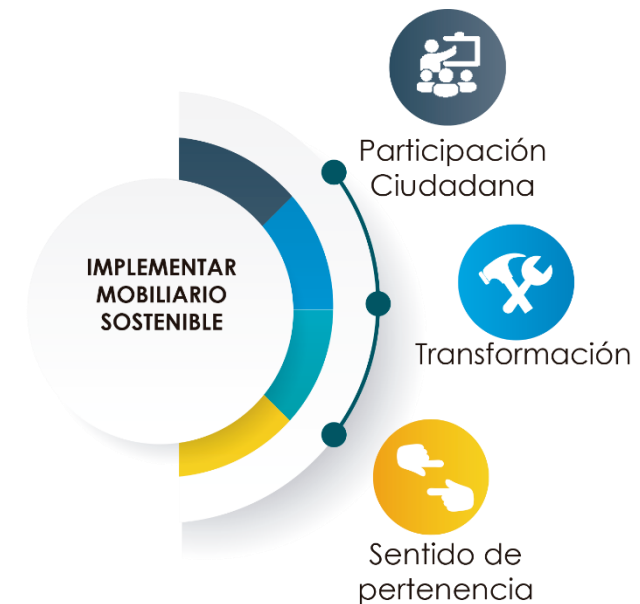 Participación
Ciudadana
IMPLEMENTAR
MOBILIARIO
SOSTENIBLE
Transformación
Sentido de
pertenencia